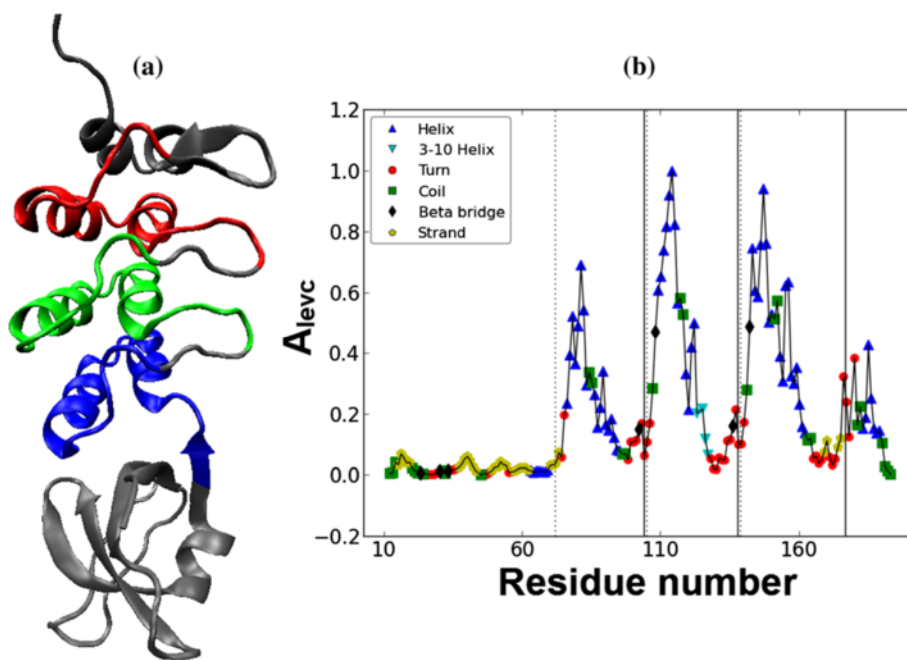 (a)
(b)
1.2
1.0
0.8
0.6
0.4
0.2
0.0
−0.2
A_levc
Helix
3-10 Helix
Turn
Coil
Beta bridge
Strand
10 60 110 160
Residue number